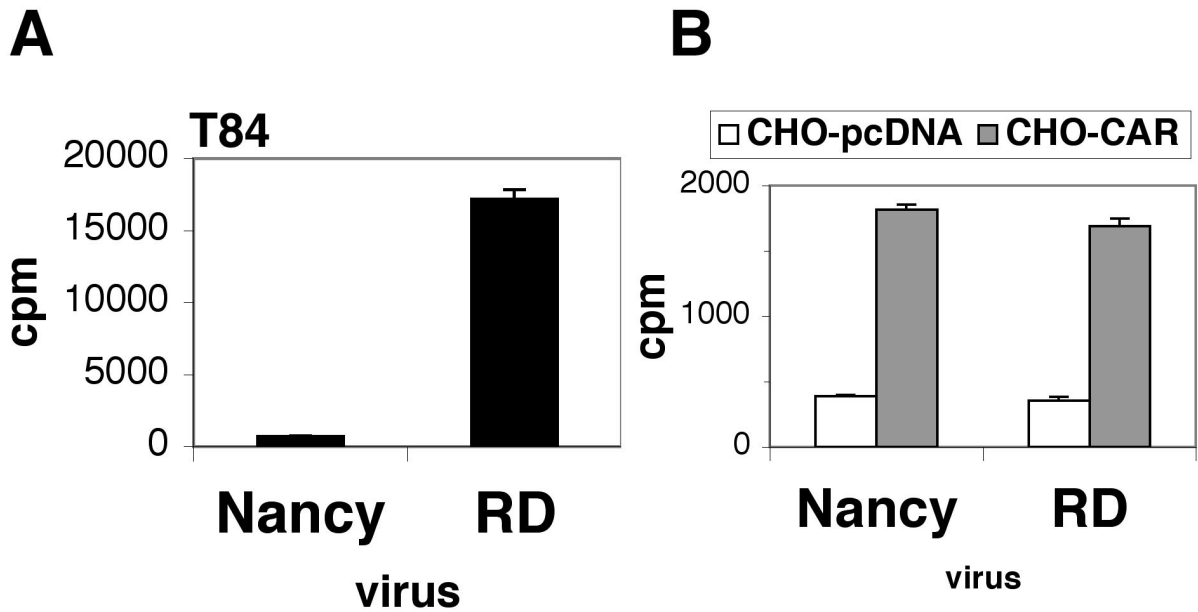 A
T84
20000
15000
10000
5000
0
cpm
Nancy RD
virus
B
CHO-pcDNA CHO-CAR
2000
1000
0
cpm
Nancy RD
virus